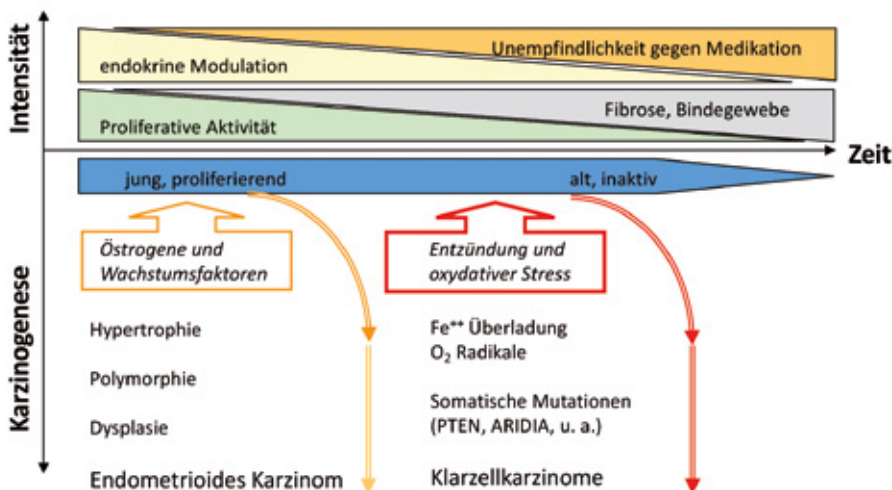 Intensität
Unempfindlichkeit gegen Medikation
endokrine Modulation
Fibrose, Bindegewebe
Proliferative Aktivität
Zeit
jung, proliferierend
alt, inaktiv
Karzinogenese
Östrogene und
Wachstumsfaktoren
Hypertrophie
Polymorphie
Dysplasie
Endometrioides Karzinom
Entzündung und
oxydativer Stress
Fe⁺⁺ Überladung
O₂ Radikale
Somatische Mutationen
(PTEN, ARIDIA, u. a.)
Klarzellkarzinome